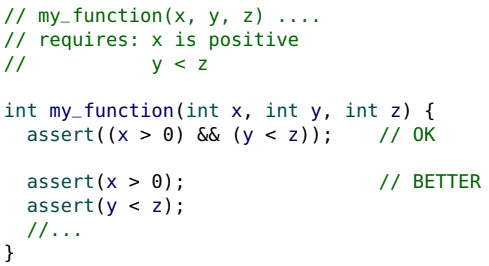 // my_function(x, y, z) ....
// requires: x is positive
//           y < z
int my_function(int x, int y, int z) {
  assert((x > 0) && (y < z));    // OK
  assert(x > 0);                 // BETTER
  assert(y < z);
  //...
}